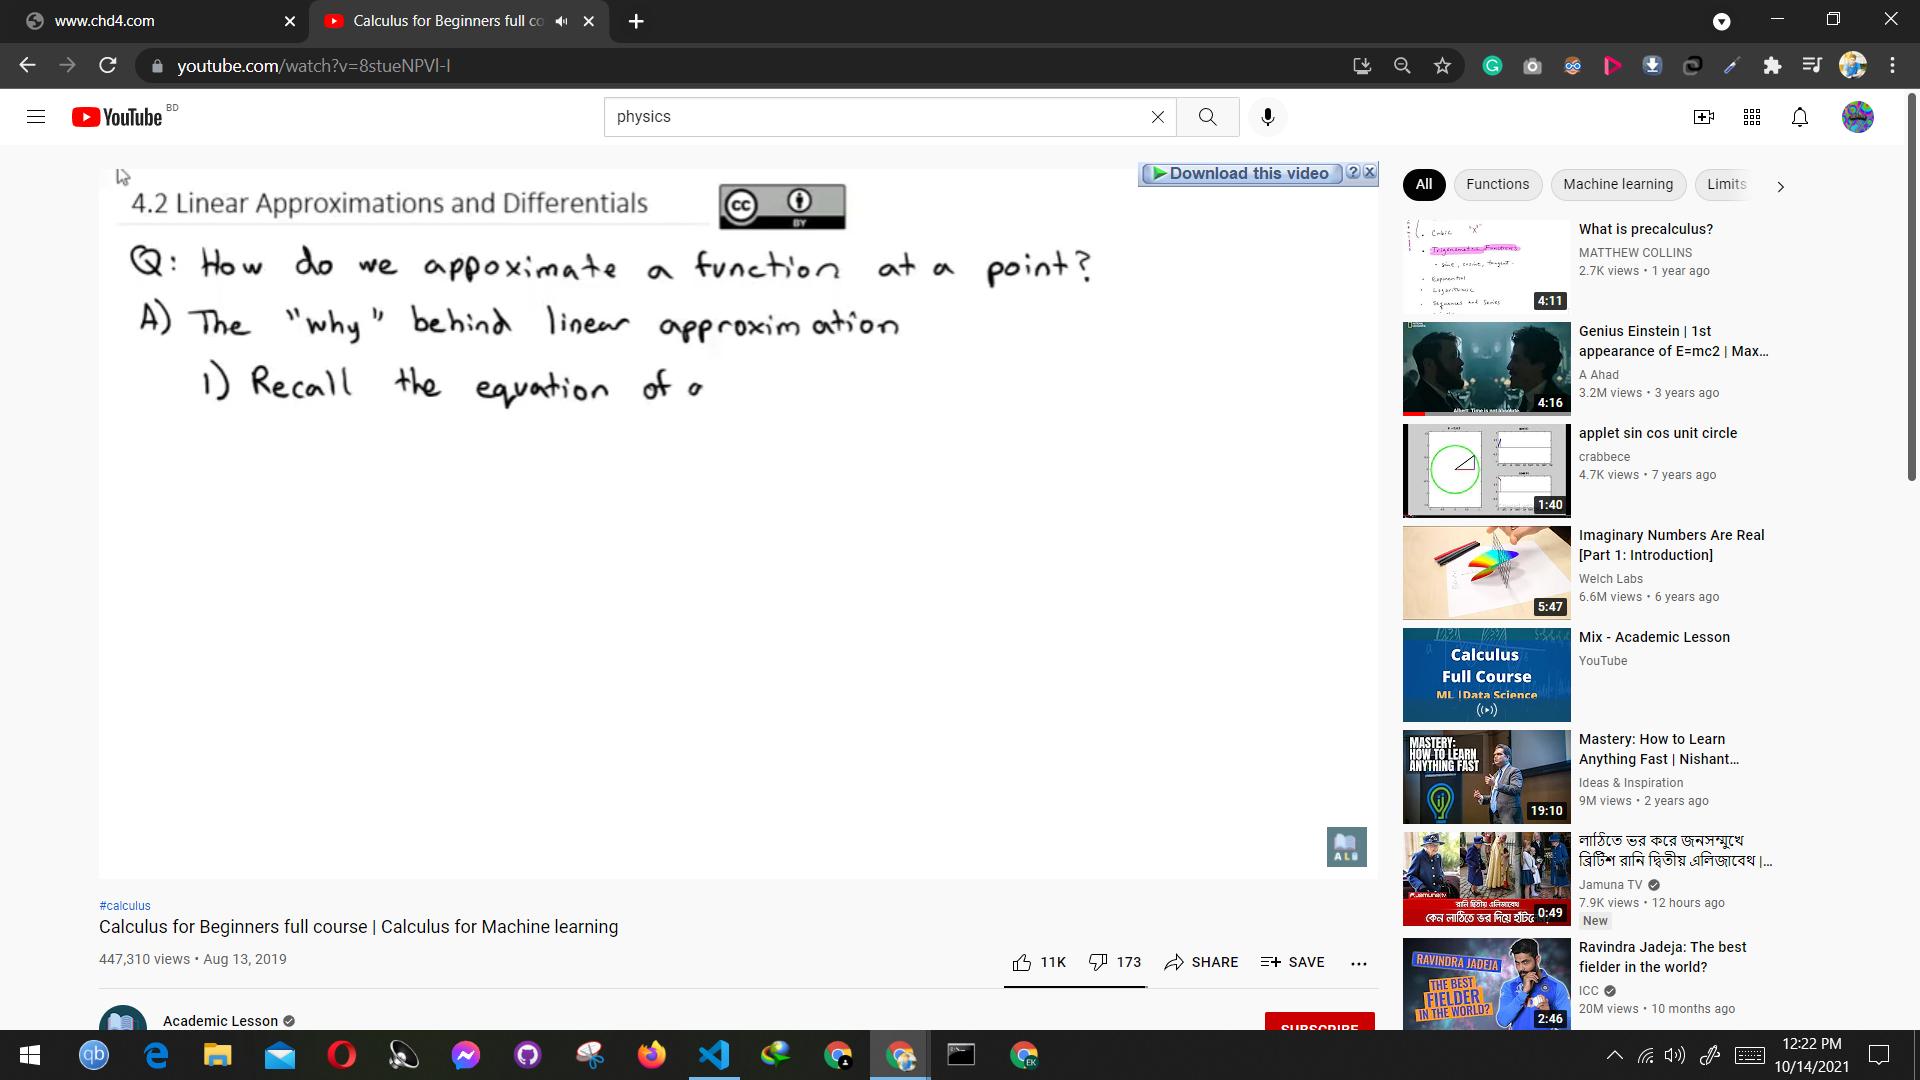 www.chd4.com
Calculus for Beginners full co
youtube.com/watch?v=8stueNPVl-I
YouTube BD
physics
Download this video
4.2 Linear Approximations and Differentials
cc BY
Q: How do we appoximate a function at a point?
A) The "why" behind linear approximation
1) Recall the equation of a
ALS
#calculus
Calculus for Beginners full course | Calculus for Machine learning
447,310 views • Aug 13, 2019
11K 173 SHARE SAVE
Academic Lesson
SUBSCRIBE
All Functions Machine learning Limits
4:11
What is precalculus?
MATTHEW COLLINS
2.7K views • 1 year ago
4:16
Genius Einstein | 1st
appearance of E=mc2 | Max...
A Ahad
3.2M views • 3 years ago
1:40
applet sin cos unit circle
crabbece
4.7K views • 7 years ago
5:47
Imaginary Numbers Are Real
[Part 1: Introduction]
Welch Labs
6.6M views • 6 years ago
Calculus
Full Course
ML | Data Science
Mix - Academic Lesson
YouTube
MASTERY:
HOW TO LEARN
ANYTHING FAST
19:10
Mastery: How to Learn
Anything Fast | Nishant...
Ideas & Inspiration
9M views • 2 years ago
রানি দ্বিতীয় এলিজাবেথ
কেন লাঠিতে ভর দিয়ে
0:49
লাঠিতে ভর করে জনসম্মুখে
ব্রিটিশ রানি দ্বিতীয় এলিজাবেথ |...
Jamuna TV
7.9K views • 12 hours ago
New
RAVINDRA JADEJA:
THE BEST
FIELDER
IN THE WORLD?
2:46
Ravindra Jadeja: The best
fielder in the world?
ICC
20M views • 10 months ago
12:22 PM
10/14/2021